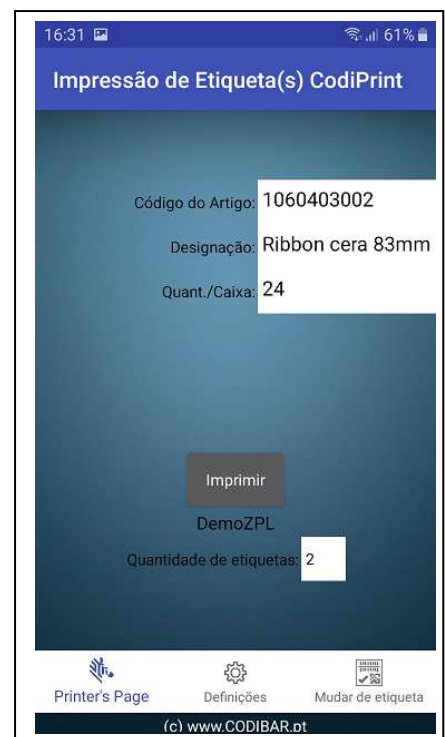 16:31 61%
Impressão de Etiqueta(s) CodiPrint
Código do Artigo: 1060403002
Designação: Ribbon cera 83mm
Quant./Caixa: 24
Imprimir
DemoZPL
Quantidade de etiquetas: 2
Printer's Page Definições Mudar de etiqueta
(c) www.CODIBAR.pt